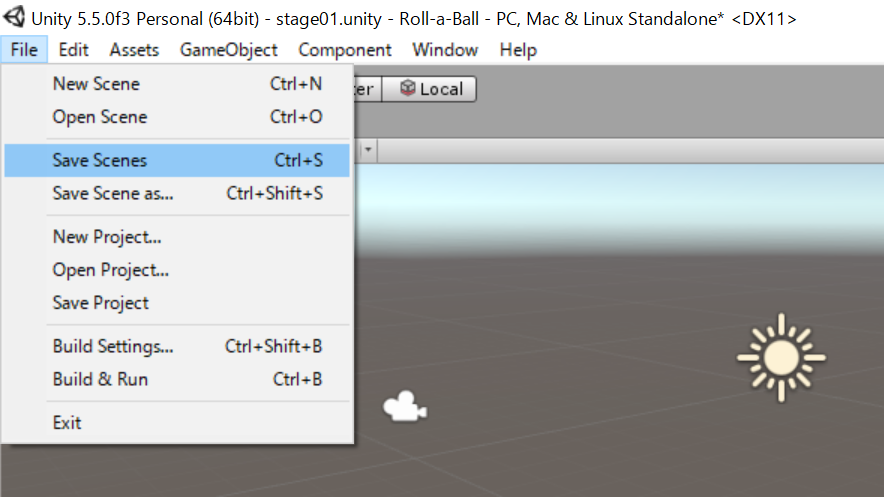 Unity 5.5.0f3 Personal (64bit) - stage01.unity - Roll-a-Ball - PC, Mac & Linux Standalone* <DX11>
File Edit Assets GameObject Component Window Help
New Scene Ctrl+N
Open Scene Ctrl+O
Save Scenes Ctrl+S
Save Scene as... Ctrl+Shift+S
New Project...
Open Project...
Save Project
Build Settings... Ctrl+Shift+B
Build & Run Ctrl+B
Exit
Local